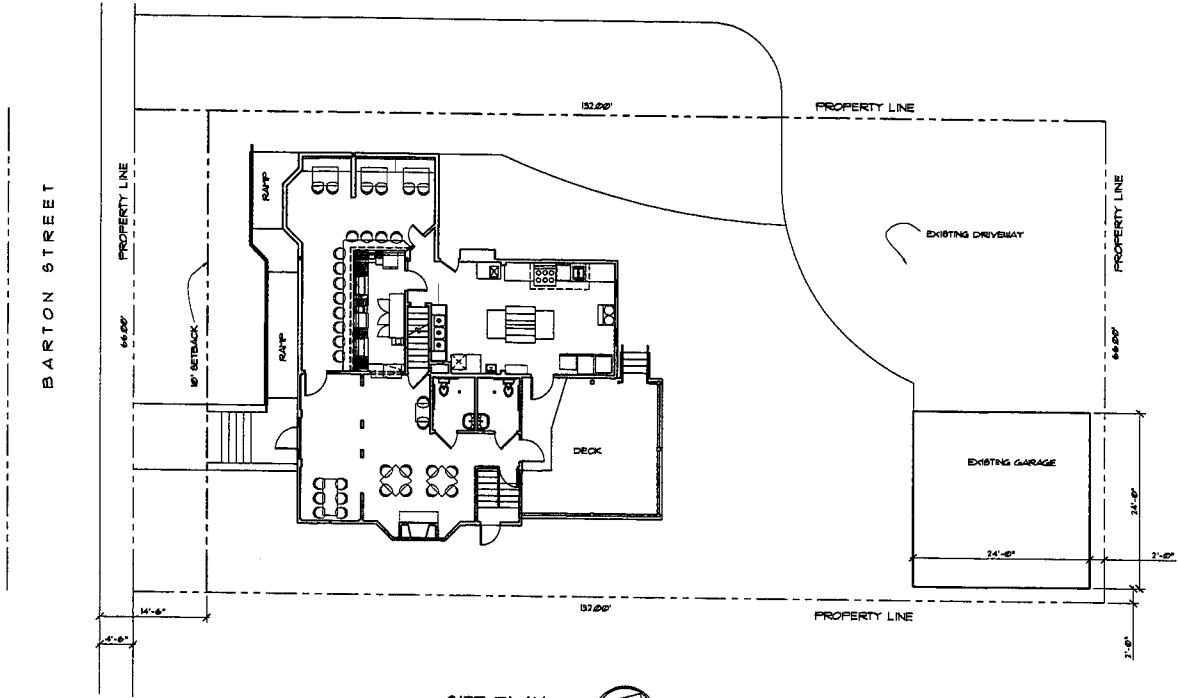 132.00'
PROPERTY LINE
BARTON STREET
PROPERTY LINE
66.00'
10' SETBACK
RAMP
RAMP
EXISTING DRIVEWAY
PROPERTY LINE
66.00'
DECK
EXISTING GARAGE
24'-0"
24'-0"
2'-0"
14'-6"
4'-6"
132.00'
PROPERTY LINE
2'-0"
SITE PLAN